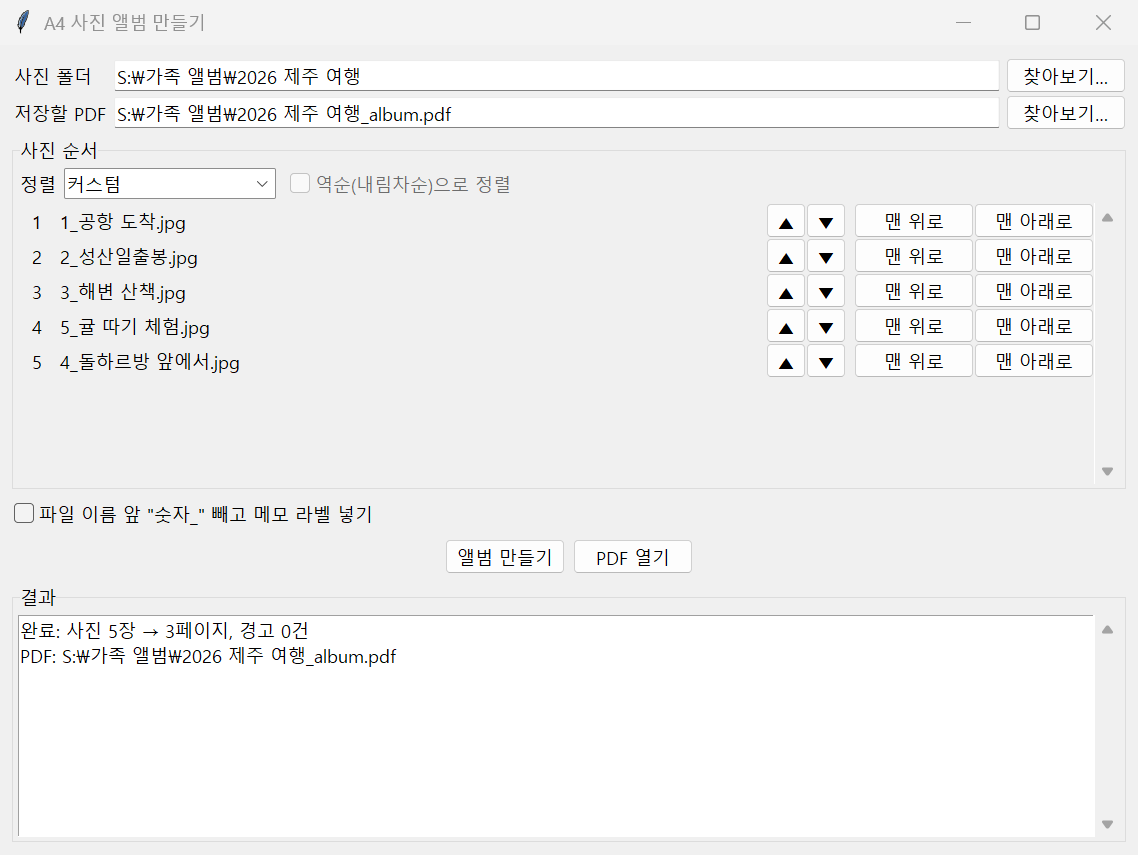 A4 사진 앨범 만들기
사진 폴더 S:₩가족 앨범₩2026 제주 여행 찾아보기...
저장할 PDF S:₩가족 앨범₩2026 제주 여행_album.pdf 찾아보기...
사진 순서
정렬 커스텀 역순(내림차순)으로 정렬
1 1_공항 도착.jpg ▲ ▼ 맨 위로 맨 아래로
2 2_성산일출봉.jpg ▲ ▼ 맨 위로 맨 아래로
3 3_해변 산책.jpg ▲ ▼ 맨 위로 맨 아래로
4 5_귤 따기 체험.jpg ▲ ▼ 맨 위로 맨 아래로
5 4_돌하르방 앞에서.jpg ▲ ▼ 맨 위로 맨 아래로
파일 이름 앞 "숫자_" 빼고 메모 라벨 넣기
앨범 만들기 PDF 열기
결과
완료: 사진 5장 → 3페이지, 경고 0건
PDF: S:₩가족 앨범₩2026 제주 여행_album.pdf